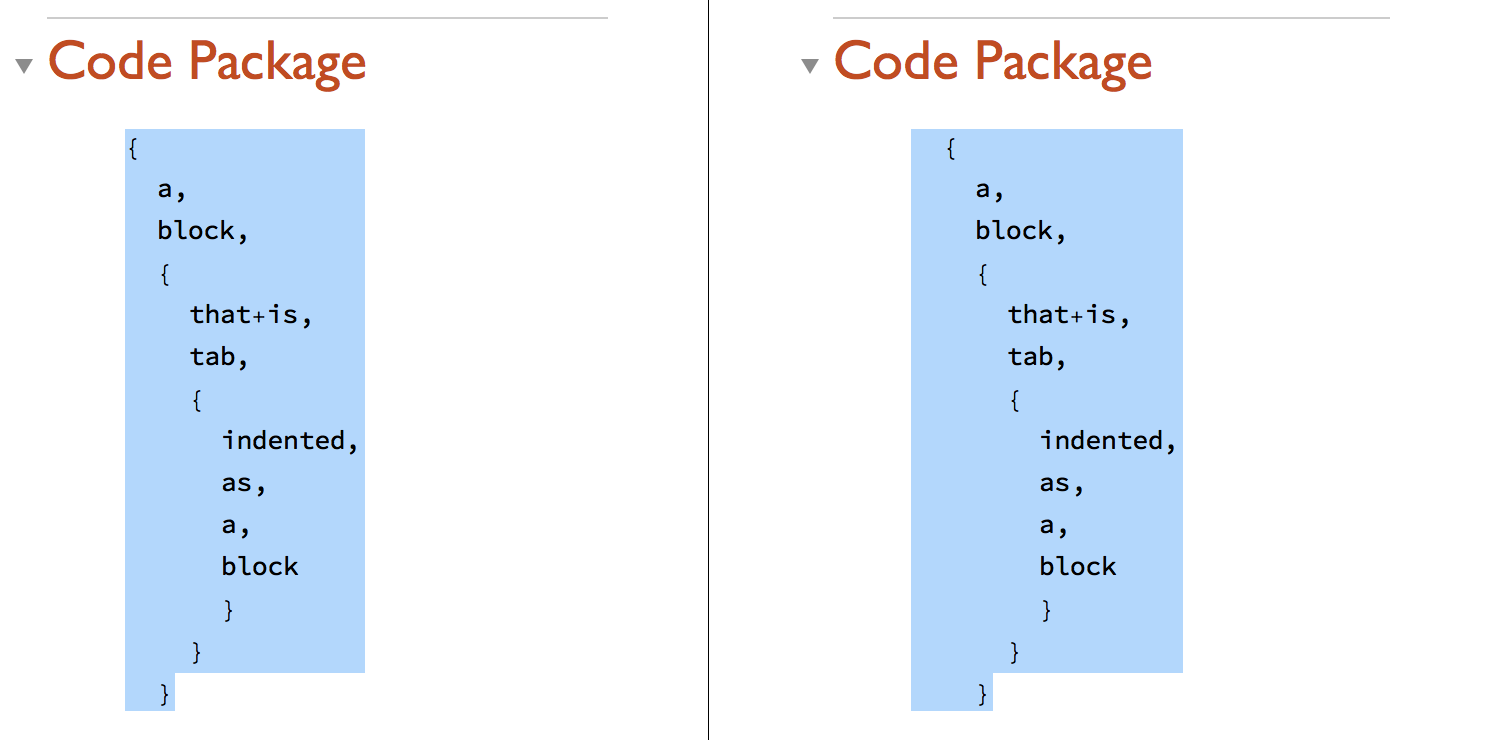 Code Package
{
a,
block,
{
that+is,
tab,
{
indented,
as,
a,
block
}
}
}
Code Package
{
a,
block,
{
that+is,
tab,
{
indented,
as,
a,
block
}
}
}